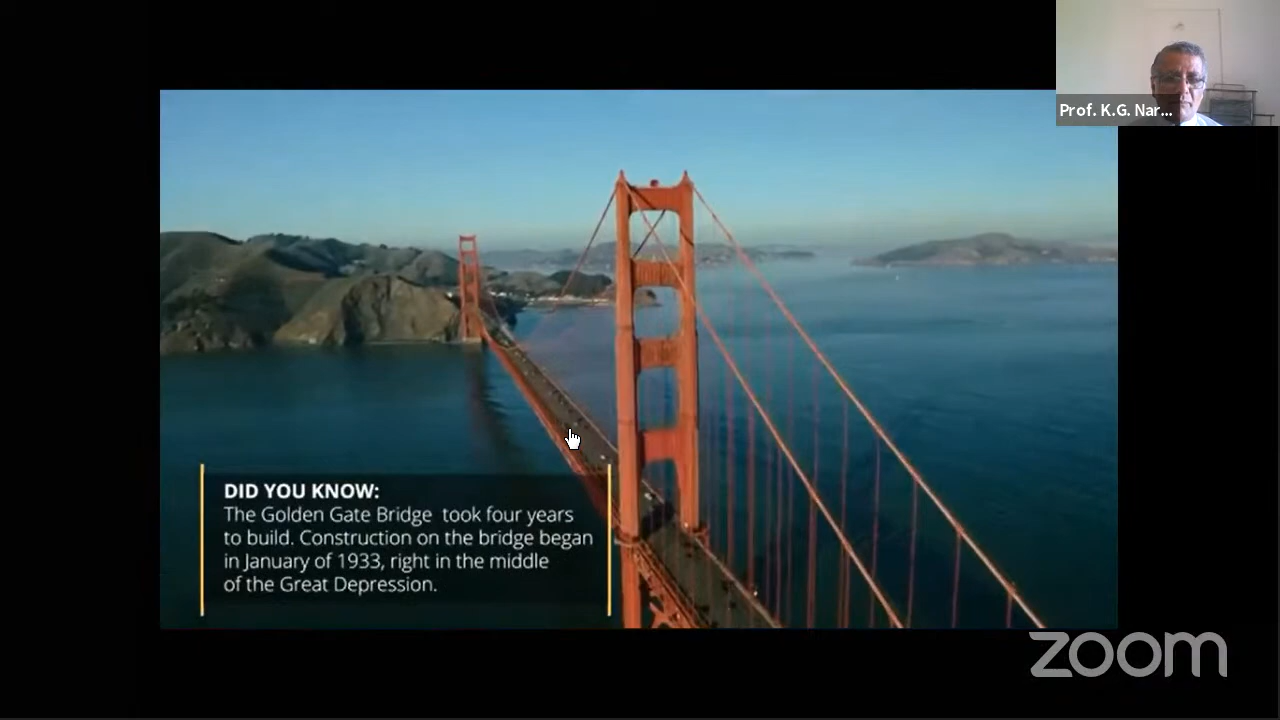 Prof. K.G. Nar...
DID YOU KNOW:
The Golden Gate Bridge took four years
to build. Construction on the bridge began
in January of 1933, right in the middle
of the Great Depression.
zoom